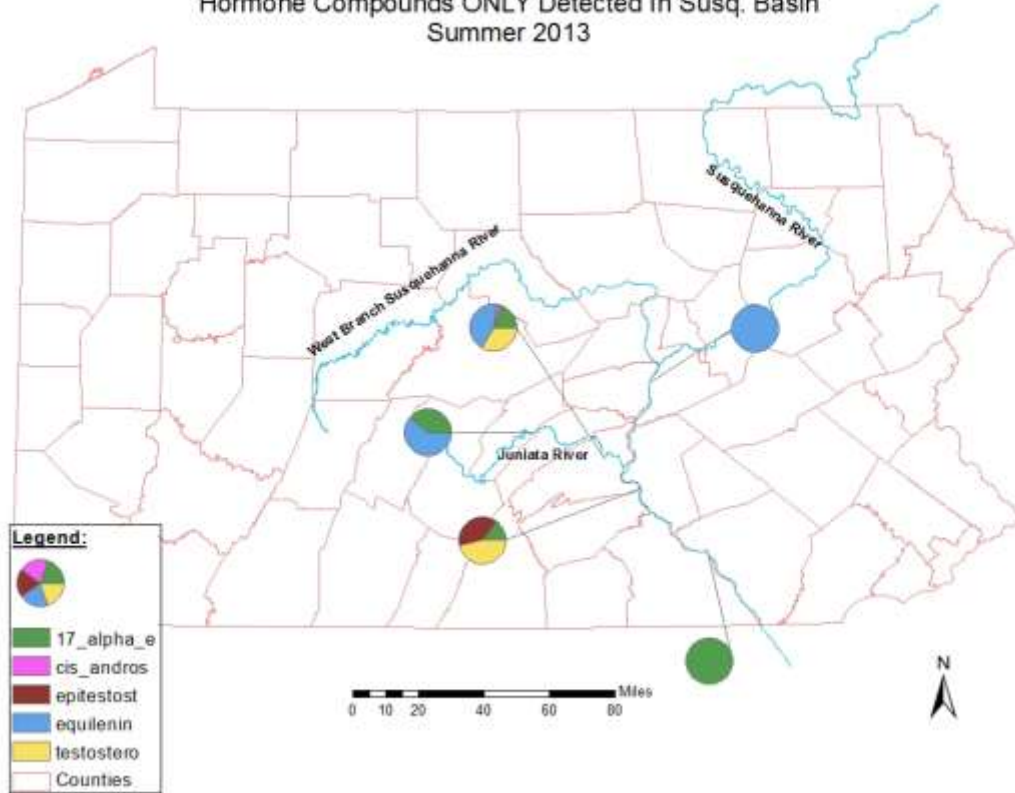 Hormone Compounds ONLY Detected in Susq. Basin
Summer 2013
Susquehanna River
West Branch Susquehanna River
Juniata River
Legend:
17_alpha_e
cis_andros
epitestost
equilenin
testostero
Counties
Miles
0 10 20 40 60 80
N